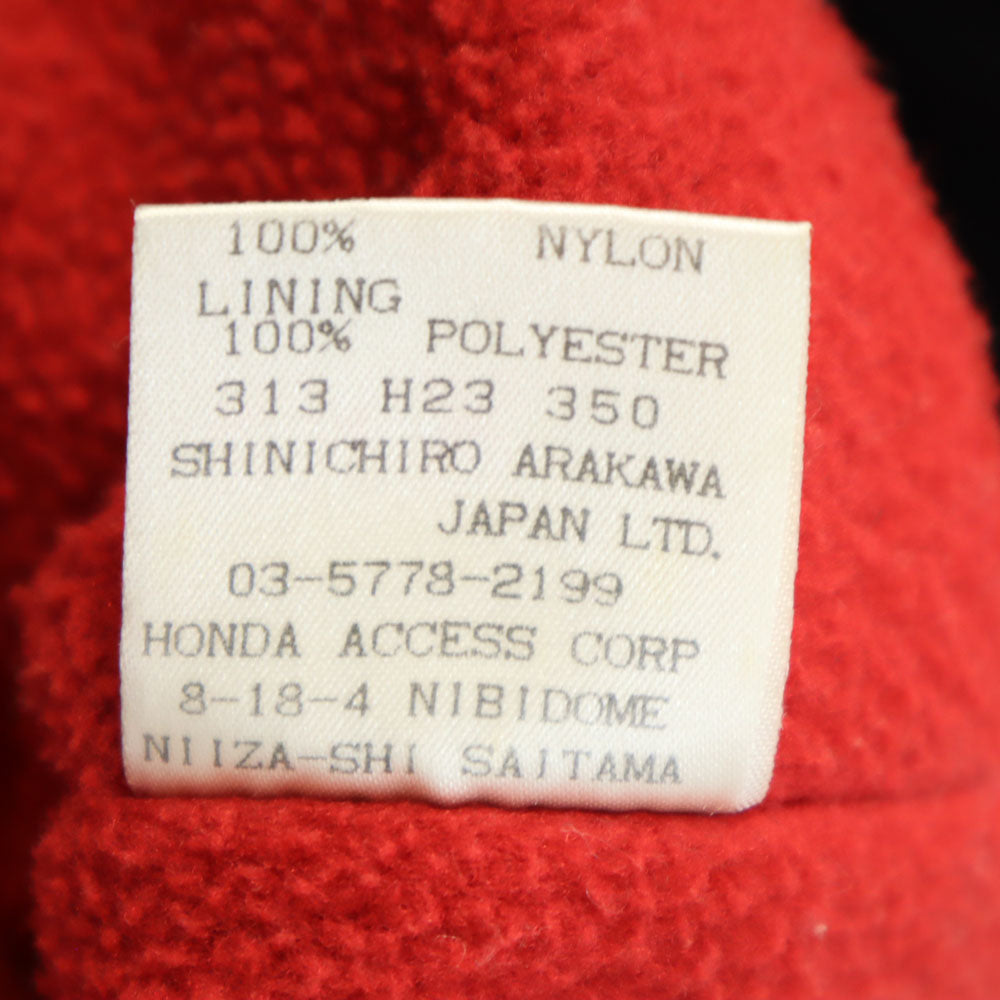 100% NYLON
LINING
100% POLYESTER
313 H23 350
SHINICHIRO ARAKAWA
JAPAN LTD.
03-5778-2199
HONDA ACCESS CORP
8-18-4 NIBIDOME
NIIZA-SHI SAITAMA